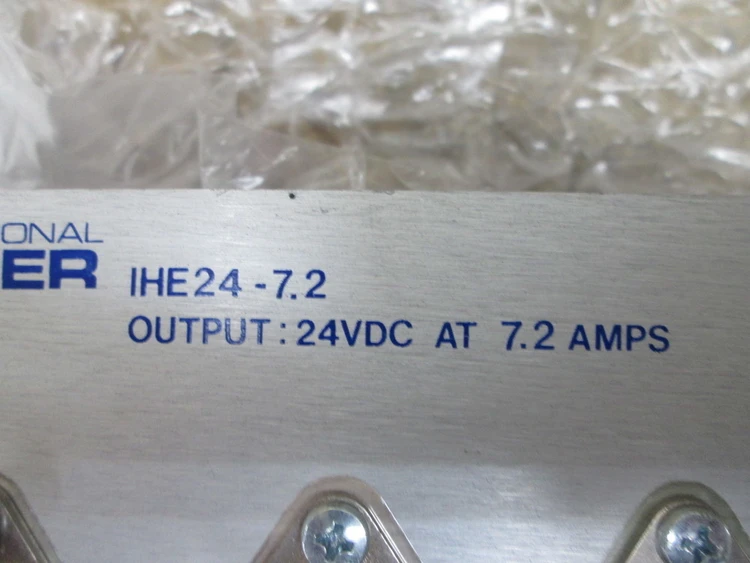 ONAL
ER IHE24-7.2
OUTPUT: 24VDC AT 7.2 AMPS